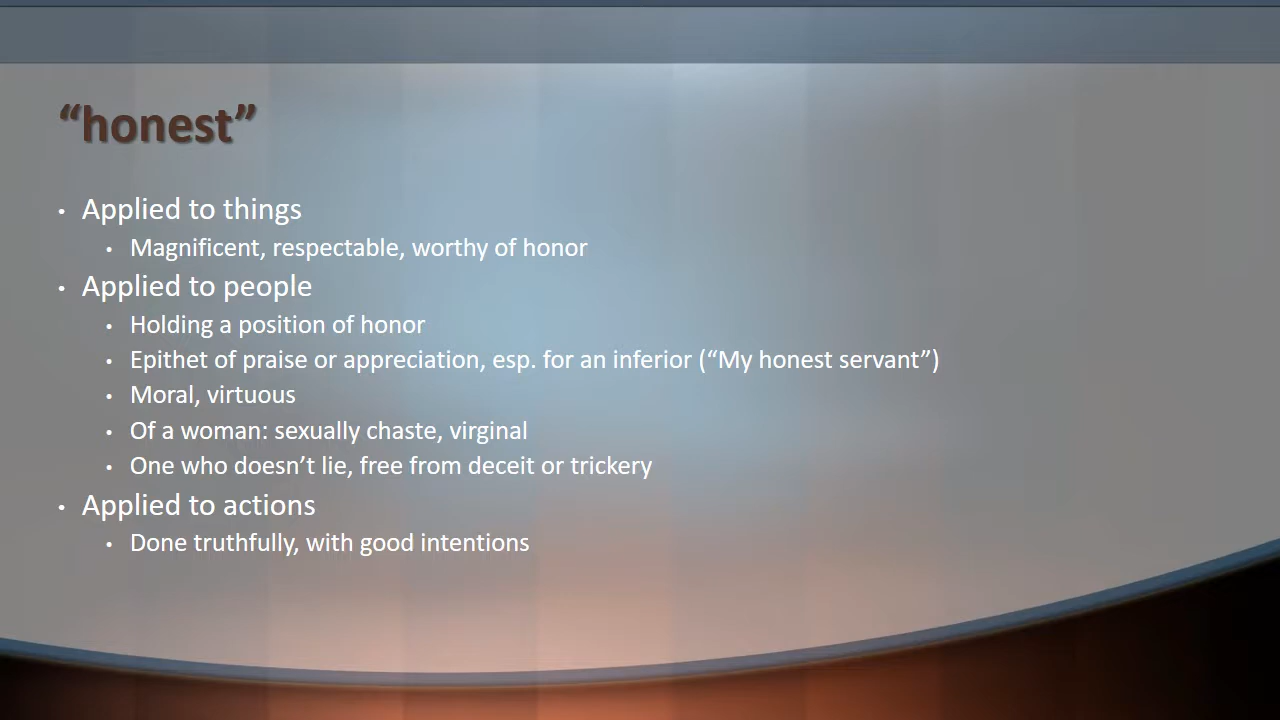 “honest”
• Applied to things
• Magnificent, respectable, worthy of honor
• Applied to people
• Holding a position of honor
• Epithet of praise or appreciation, esp. for an inferior (“My honest servant”)
• Moral, virtuous
• Of a woman: sexually chaste, virginal
• One who doesn’t lie, free from deceit or trickery
• Applied to actions
• Done truthfully, with good intentions